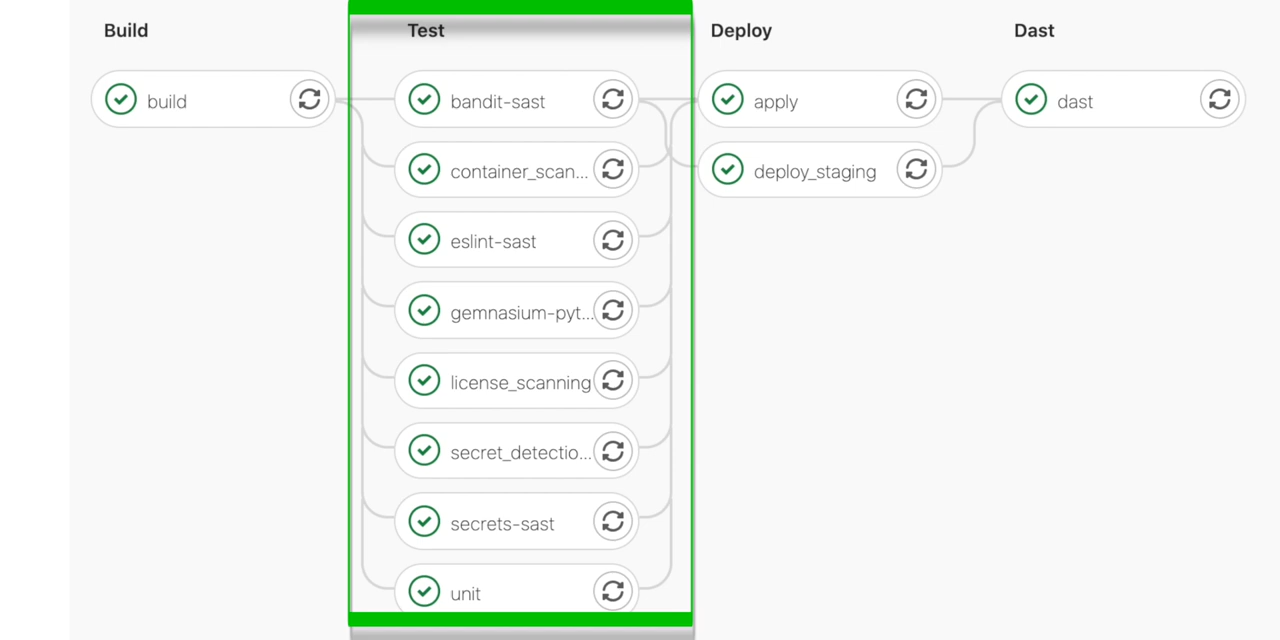 Build
build
Test
bandit-sast
container_scan...
eslint-sast
gemnasium-pyt...
license_scanning
secret_detectio...
secrets-sast
unit
Deploy
apply
deploy_staging
Dast
dast